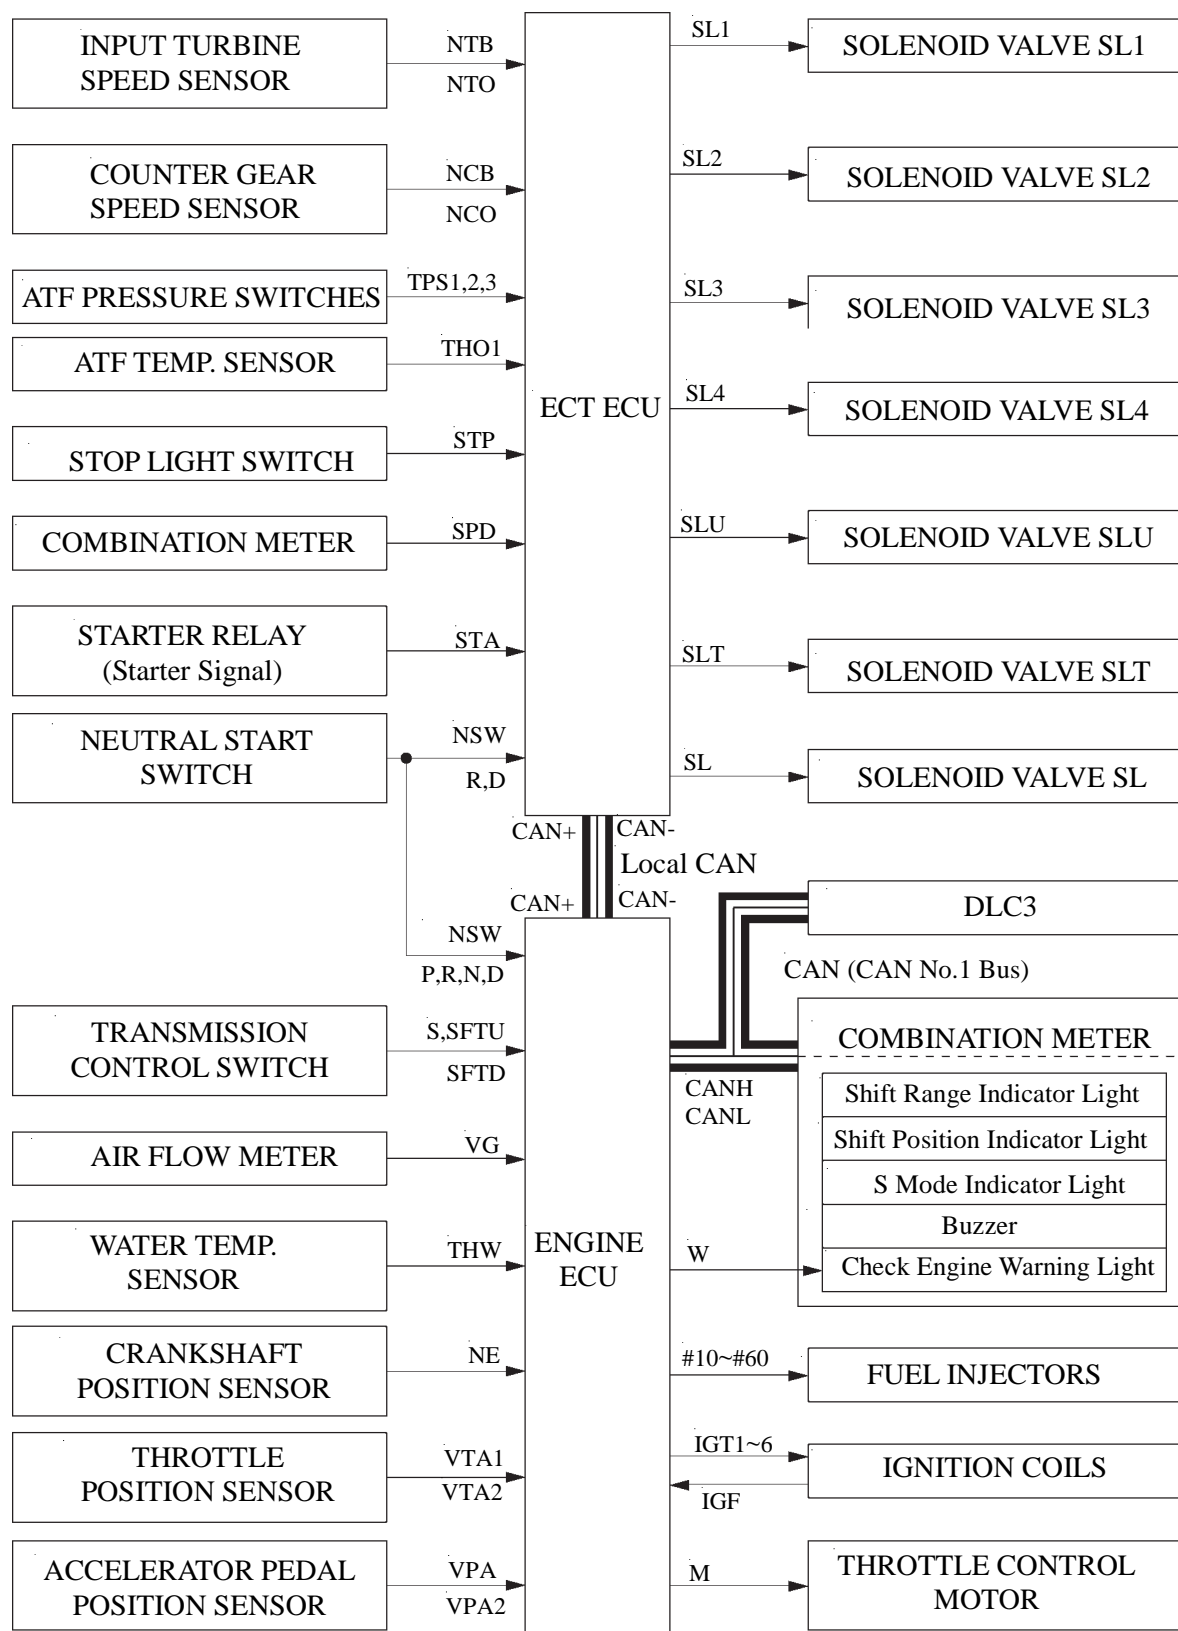 INPUT TURBINE
SPEED SENSOR
NTB
NTO
SL1
SOLENOID VALVE SL1
COUNTER GEAR
SPEED SENSOR
NCB
NCO
SL2
SOLENOID VALVE SL2
ATF PRESSURE SWITCHES
TPS1,2,3
SL3
SOLENOID VALVE SL3
ATF TEMP. SENSOR
THO1
ECT ECU
SL4
SOLENOID VALVE SL4
STOP LIGHT SWITCH
STP
COMBINATION METER
SPD
SLU
SOLENOID VALVE SLU
STARTER RELAY
(Starter Signal)
STA
SLT
SOLENOID VALVE SLT
NEUTRAL START
SWITCH
NSW
R,D
SL
SOLENOID VALVE SL
CAN+
CAN-
Local CAN
CAN+
CAN-
DLC3
NSW
P,R,N,D
CAN (CAN No.1 Bus)
TRANSMISSION
CONTROL SWITCH
S,SFTU
SFTD
CANH
CANL
COMBINATION METER
Shift Range Indicator Light
Shift Position Indicator Light
S Mode Indicator Light
Buzzer
Check Engine Warning Light
AIR FLOW METER
VG
WATER TEMP.
SENSOR
THW
ENGINE
ECU
W
CRANKSHAFT
POSITION SENSOR
NE
#10~#60
FUEL INJECTORS
THROTTLE
POSITION SENSOR
VTA1
VTA2
IGT1~6
IGF
IGNITION COILS
ACCELERATOR PEDAL
POSITION SENSOR
VPA
VPA2
M
THROTTLE CONTROL
MOTOR